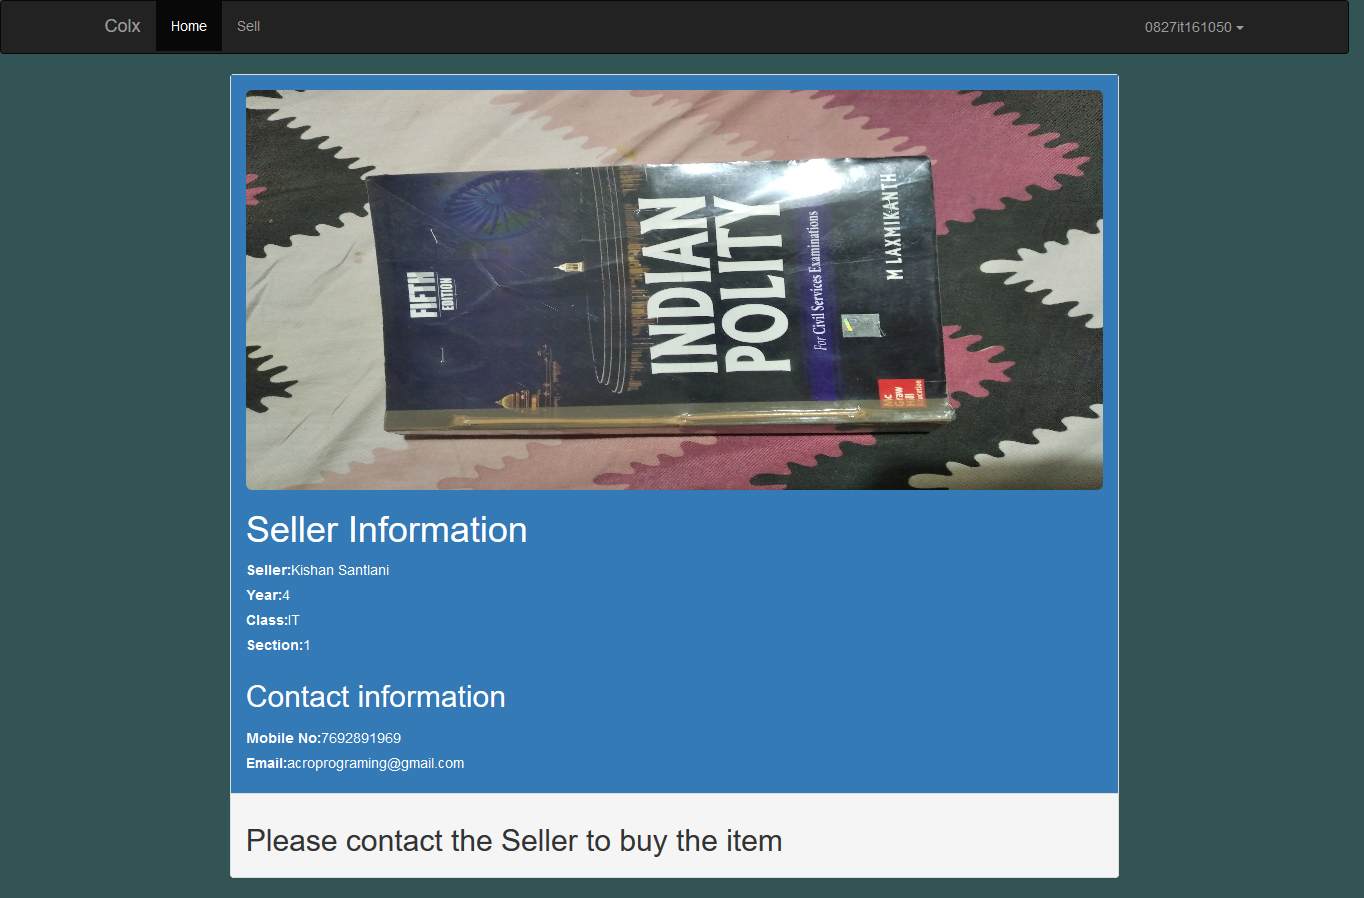 Colx
Home
Sell
0827it161050
FIFTH
EDITION
INDIAN
POLITY
For Civil Services Examinations
M LAXMIKANTH
Mc
Graw
Hill
Education
Seller Information
Seller:Kishan Santlani
Year:4
Class:IT
Section:1
Contact information
Mobile No:7692891969
Email:acroprograming@gmail.com
Please contact the Seller to buy the item